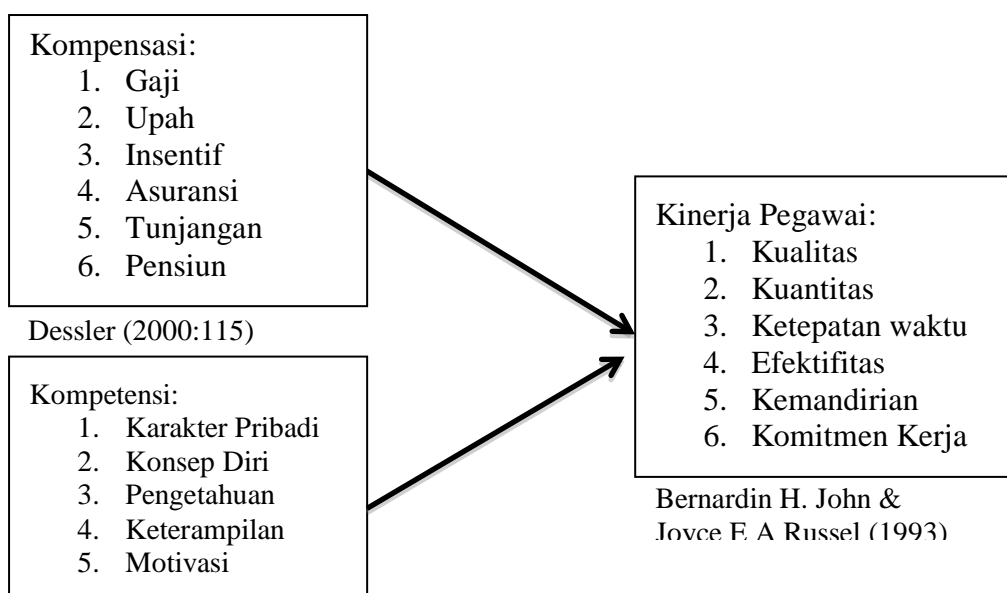 Kompensasi:
1. Gaji
2. Upah
3. Insentif
4. Asuransi
5. Tunjangan
6. Pensiun
Dessler (2000:115)
Kompetensi:
1. Karakter Pribadi
2. Konsep Diri
3. Pengetahuan
4. Keterampilan
5. Motivasi
Kinerja Pegawai:
1. Kualitas
2. Kuantitas
3. Ketepatan waktu
4. Efektifitas
5. Kemandirian
6. Komitmen Kerja
Bernardin H. John &
Joyce E A Russel (1993)